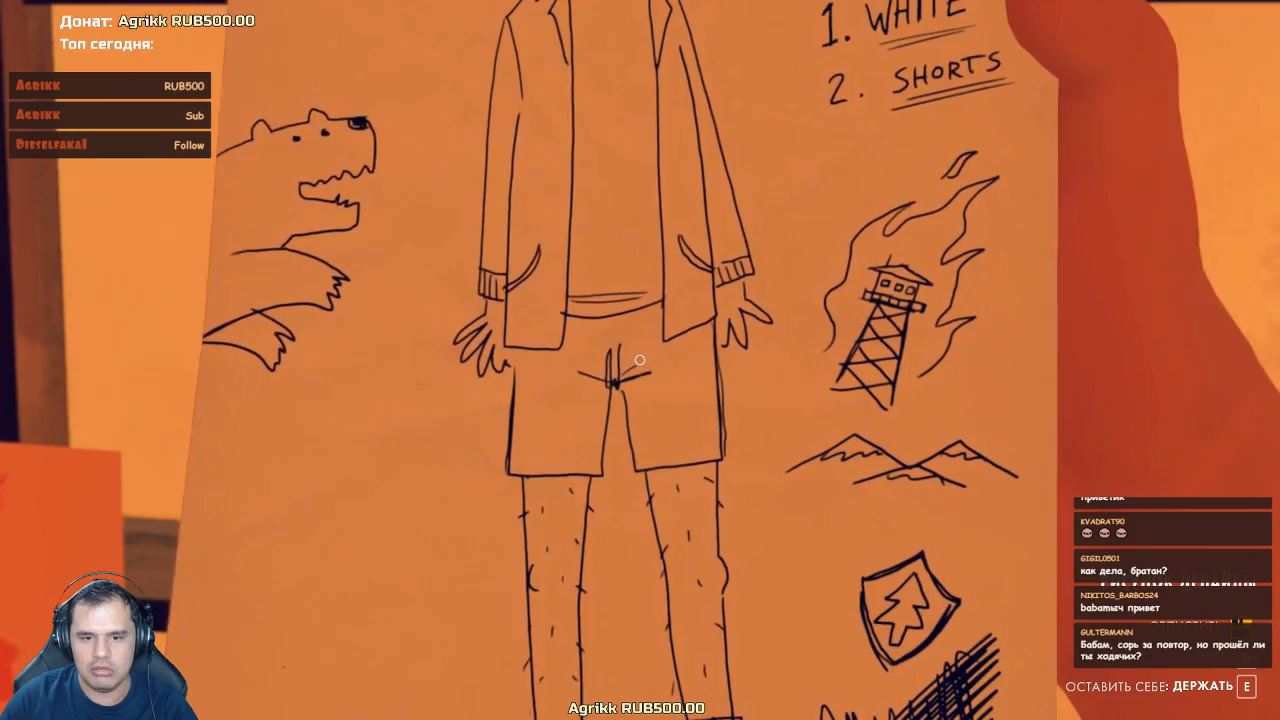 Донат: Agrikk RUB500.00
Топ сегодня:
Agrikk RUB500
Agrikk Sub
Dieselfakaї Follow
1. WHITE
2. SHORTS
приветик
KVADRAT90
GIGIL0501
как дела, братан?
NIKITOS_BARBOS24
babamыч привет
GULTERMANN
Бабам, сорь за повтор, но прошёл ли
ты ходячих?
ОСТАВИТЬ СЕБЕ: ДЕРЖАТЬ E
Agrikk RUB500.00